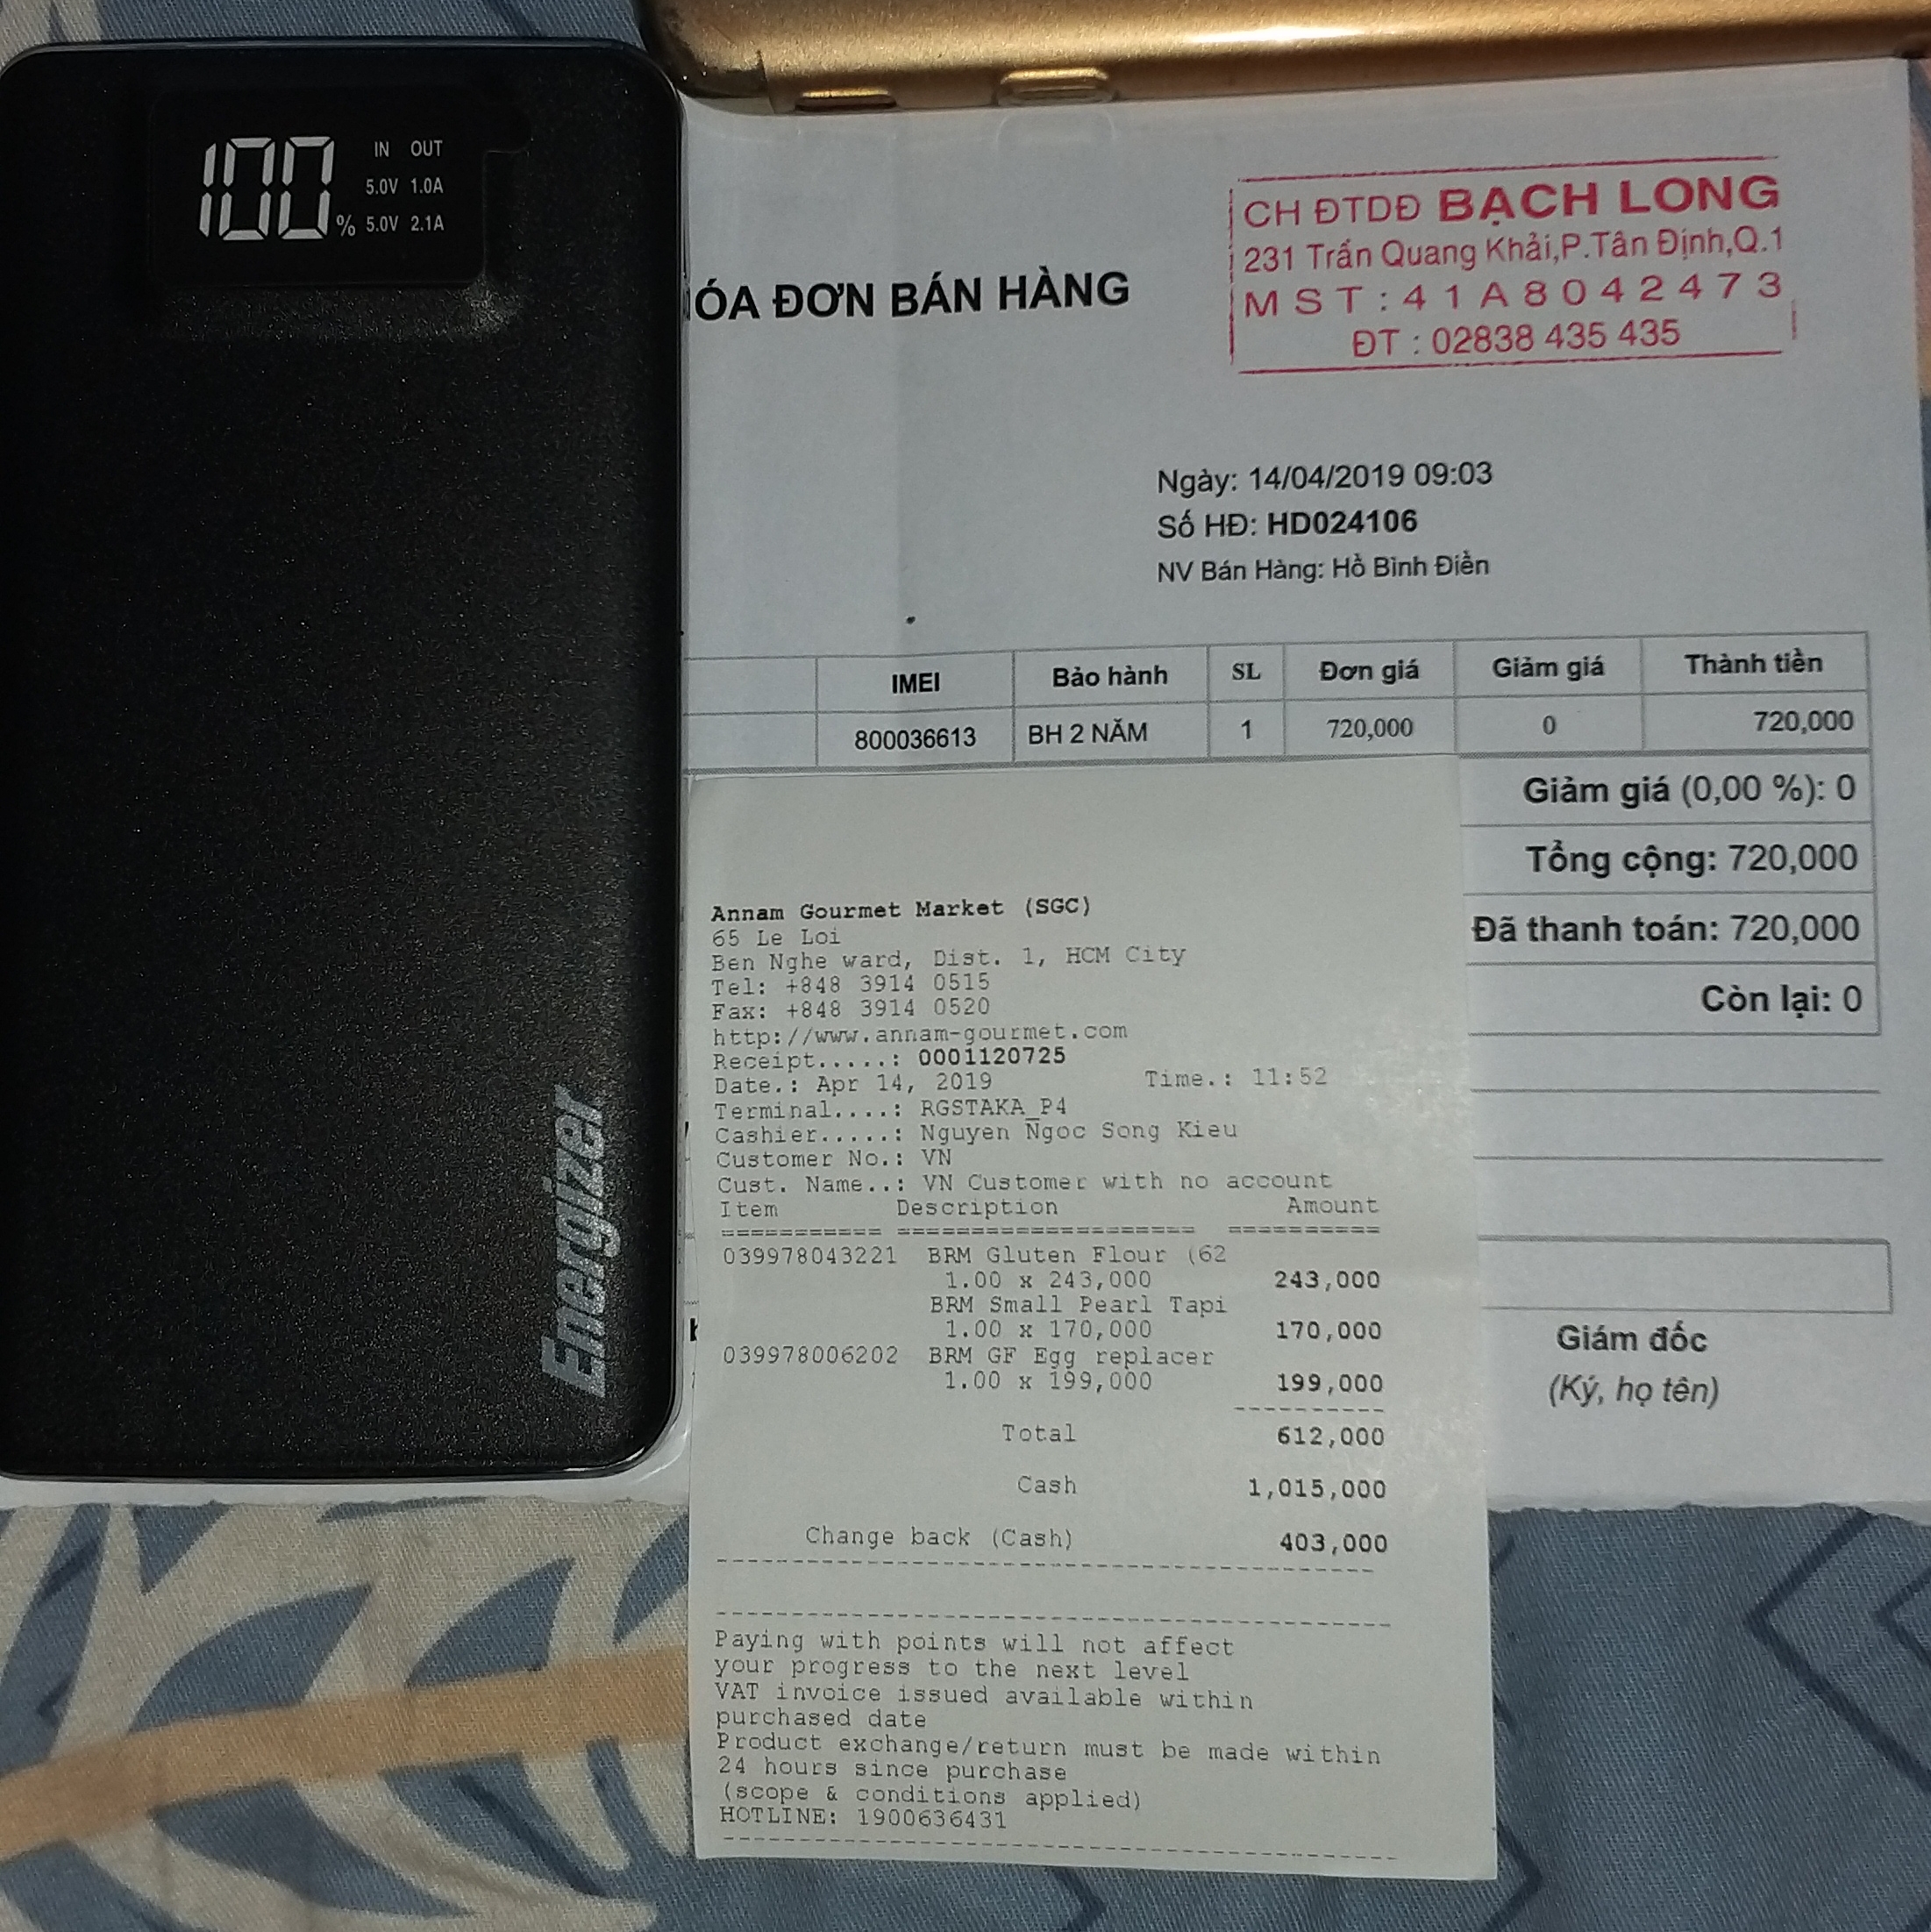 100 %
IN OUT
5.0V 1.0A
5.0V 2.1A
Energizer
CH ĐTDĐ BẠCH LONG
231 Trần Quang Khải,P.Tân Định,Q.1
MST:41A8042473
ĐT : 02838 435 435
ÓA ĐƠN BÁN HÀNG
Ngày: 14/04/2019 09:03
Số HĐ: HD024106
NV Bán Hàng: Hồ Bình Điền
IMEI Bảo hành SL Đơn giá Giảm giá Thành tiền
800036613 BH 2 NĂM 1 720,000 0 720,000
Giảm giá (0,00 %): 0
Tổng cộng: 720,000
Đã thanh toán: 720,000
Còn lại: 0
Giám đốc
(Ký, họ tên)
Annam Gourmet Market (SGC)
65 Le Loi
Ben Nghe ward, Dist. 1, HCM City
Tel: +848 3914 0515
Fax: +848 3914 0520
http://www.annam-gourmet.com
Receipt.....: 0001120725
Date.: Apr 14, 2019 Time.: 11:52
Terminal....: RGSTAKA_P4
Cashier.....: Nguyen Ngoc Song Kieu
Customer No.: VN
Cust. Name..: VN Customer with no account
Item Description Amount
=========== =================== ==========
039978043221 BRM Gluten Flour (62
1.00 x 243,000 243,000
BRM Small Pearl Tapi
1.00 x 170,000 170,000
039978006202 BRM GF Egg replacer
1.00 x 199,000 199,000
Total 612,000
Cash 1,015,000
Change back (Cash) 403,000
Paying with points will not affect
your progress to the next level
VAT invoice issued available within
purchased date
Product exchange/return must be made within
24 hours since purchase
(scope & conditions applied)
HOTLINE: 1900636431